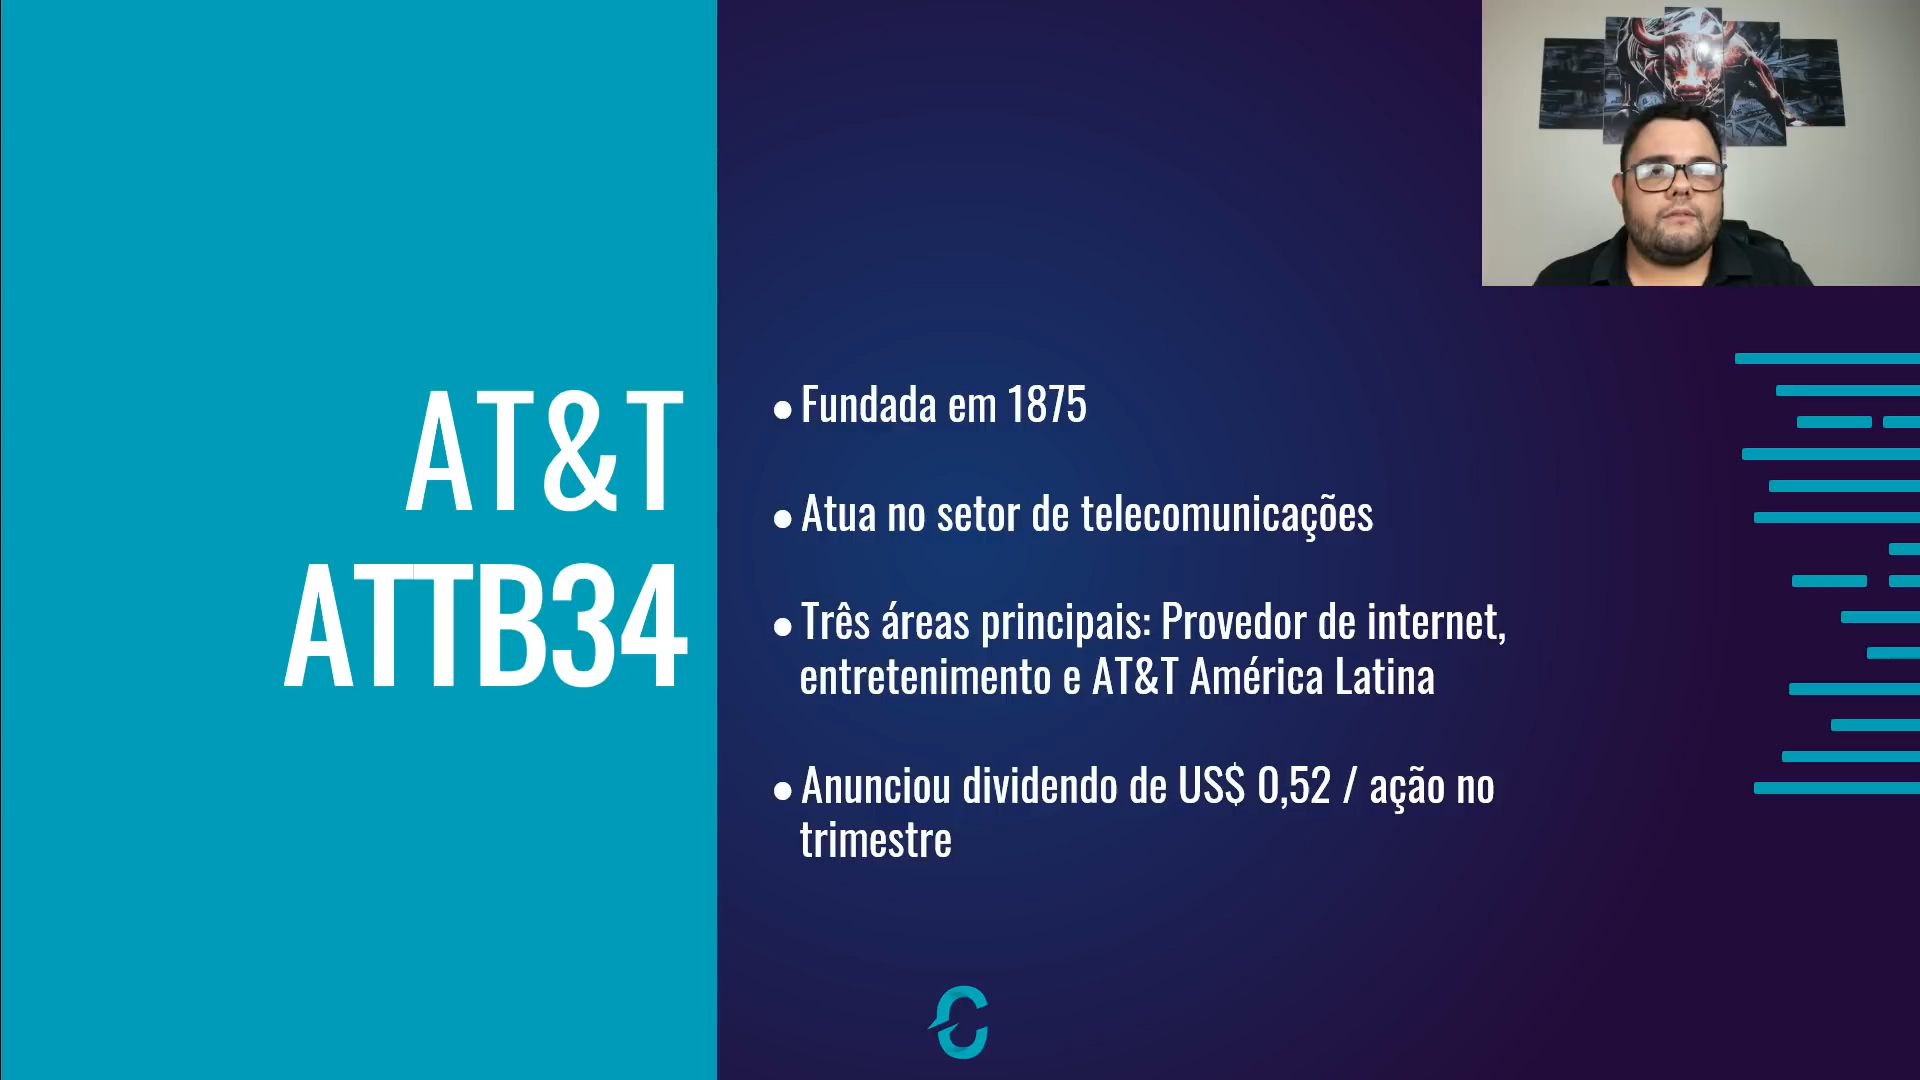 AT&T
ATTB34
● Fundada em 1875
● Atua no setor de telecomunicações
● Três áreas principais: Provedor de internet,
entretenimento e AT&T América Latina
● Anunciou dividendo de US$ 0,52 / ação no
trimestre